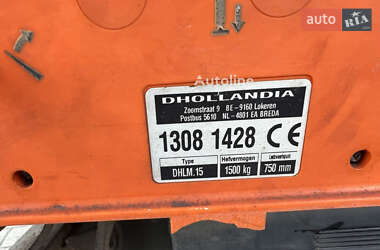 auto RIA.com
Autoline
DHOLLANDIA
Zoomstraat 9 BE-9160 Lokeren
Postbus 5610 NL-4801 EA BREDA
1308 1428 CE
Type Hefvermogen
DHLM.15 1500 kg 750 mm